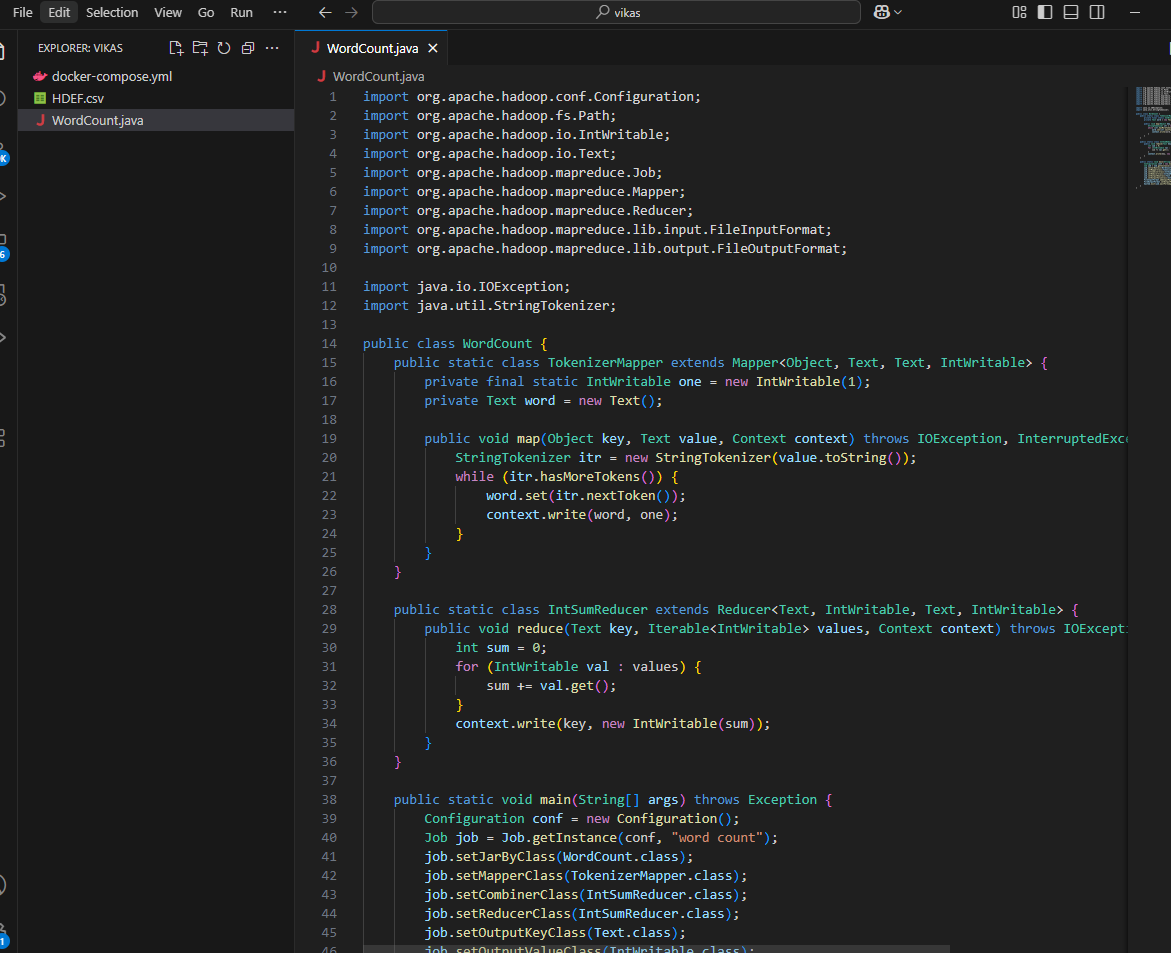 File Edit Selection View Go Run ··· vikas
EXPLORER: VIKAS
docker-compose.yml
HDEF.csv
WordCount.java
WordCount.java
WordCount.java
1 import org.apache.hadoop.conf.Configuration;
2 import org.apache.hadoop.fs.Path;
3 import org.apache.hadoop.io.IntWritable;
4 import org.apache.hadoop.io.Text;
5 import org.apache.hadoop.mapreduce.Job;
6 import org.apache.hadoop.mapreduce.Mapper;
7 import org.apache.hadoop.mapreduce.Reducer;
8 import org.apache.hadoop.mapreduce.lib.input.FileInputFormat;
9 import org.apache.hadoop.mapreduce.lib.output.FileOutputFormat;
10
11 import java.io.IOException;
12 import java.util.StringTokenizer;
13
14 public class WordCount {
15     public static class TokenizerMapper extends Mapper<Object, Text, Text, IntWritable> {
16         private final static IntWritable one = new IntWritable(1);
17         private Text word = new Text();
18
19         public void map(Object key, Text value, Context context) throws IOException, InterruptedExc
20             StringTokenizer itr = new StringTokenizer(value.toString());
21             while (itr.hasMoreTokens()) {
22                 word.set(itr.nextToken());
23                 context.write(word, one);
24             }
25         }
26     }
27
28     public static class IntSumReducer extends Reducer<Text, IntWritable, Text, IntWritable> {
29         public void reduce(Text key, Iterable<IntWritable> values, Context context) throws IOExcepti
30             int sum = 0;
31             for (IntWritable val : values) {
32                 sum += val.get();
33             }
34             context.write(key, new IntWritable(sum));
35         }
36     }
37
38     public static void main(String[] args) throws Exception {
39         Configuration conf = new Configuration();
40         Job job = Job.getInstance(conf, "word count");
41         job.setJarByClass(WordCount.class);
42         job.setMapperClass(TokenizerMapper.class);
43         job.setCombinerClass(IntSumReducer.class);
44         job.setReducerClass(IntSumReducer.class);
45         job.setOutputKeyClass(Text.class);
46         job.setOutputValueClass(IntWritable.class);